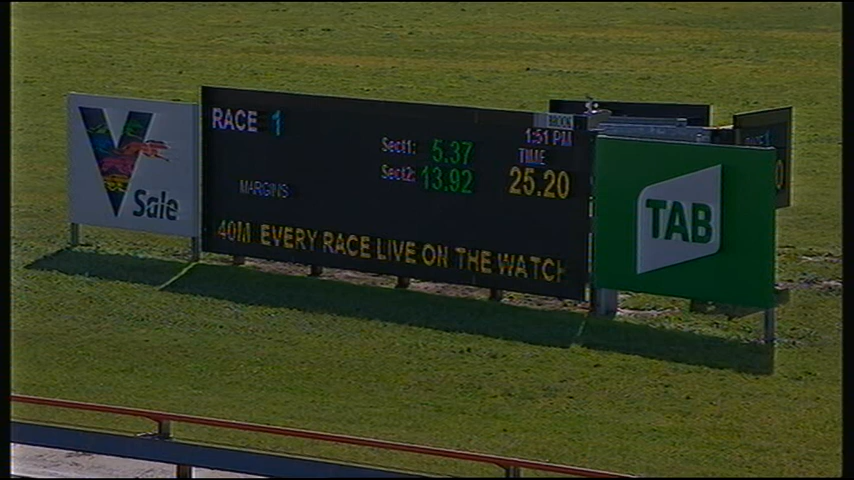 V
Sale
RACE 1
BROOK
1:51 PM
Sect1: 5.37
TIME
Sect2: 13.92
25.20
MARGINS
40M EVERY RACE LIVE ON THE WATCH
TAB